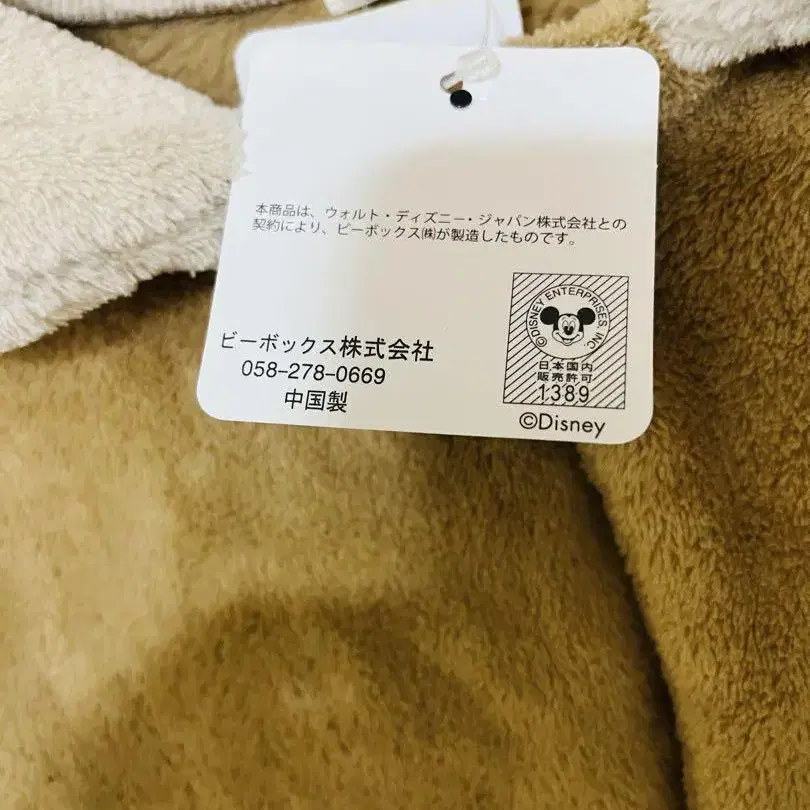 本商品は、ウォルト・ディズニー・ジャパン株式会社との
契約により、ビーボックス㈱が製造したものです。
ビーボックス株式会社
058-278-0669
中国製
©DISNEY ENTERPRISES, INC.
日本国内
販売許可
1389
©Disney